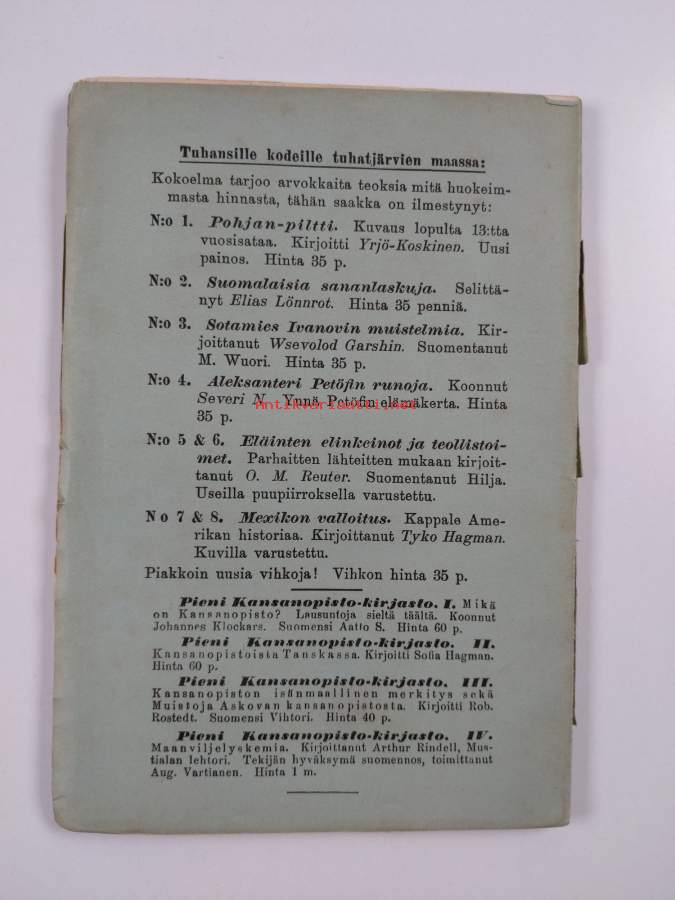 Tuhansille kodeille tuhatjärvien maassa:
Kokoelma tarjoo arvokkaita teoksia mitä huokeim-
masta hinnasta, tähän saakka on ilmestynyt:
N:o 1. Pohjan-piltti. Kuvaus lopulta 13:tta
vuosisataa. Kirjoitti Yrjö-Koskinen. Uusi
painos. Hinta 35 p.
N:o 2. Suomalaisia sananlaskuja. Selittä-
nyt Elias Lönnrot. Hinta 35 penniä.
N:o 3. Sotamies Ivanovin muistelmia. Kir-
joittanut Wsevolod Garshin. Suomentanut
M. Wuori. Hinta 35 p.
N:o 4. Aleksanteri Petöfin runoja. Koonnut
Severi N. Ynnä Petöfin elämäkerta. Hinta
antikvariaatti.net
35 p.
N:o 5 & 6. Eläinten elinkeinot ja teollistoi-
met. Parhaitten lähteitten mukaan kirjoit-
tanut O. M. Reuter. Suomentanut Hilja.
Useilla puupiirroksella varustettu.
N o 7 & 8. Mexikon valloitus. Kappale Ame-
rikan historiaa. Kirjoittanut Tyko Hagman.
Kuvilla varustettu.
Piakkoin uusia vihkoja! Vihkon hinta 35 p.
Pieni Kansanopisto-kirjasto. I. Mikä
on Kansanopisto? Lausuntoja sieltä täältä. Koonnut
Johannes Klockars. Suomensi Aatto S. Hinta 60 p.
Pieni Kansanopisto-kirjasto. II.
Kansanopistoista Tanskassa. Kirjoitti Sofia Hagman.
Hinta 60 p.
Pieni Kansanopisto-kirjasto. III.
Kansanopiston isänmaallinen merkitys sekä
Muistoja Askovan kansanopistosta. Kirjoitti Rob.
Rostedt. Suomensi Vihtori. Hinta 40 p.
Pieni Kansanopisto-kirjasto. IV.
Maanviljelyskemia. Kirjoittanut Arthur Rindell, Mus-
tialan lehtori. Tekijän hyväksymä suomennos, toimittanut
Aug. Vartianen. Hinta 1 m.